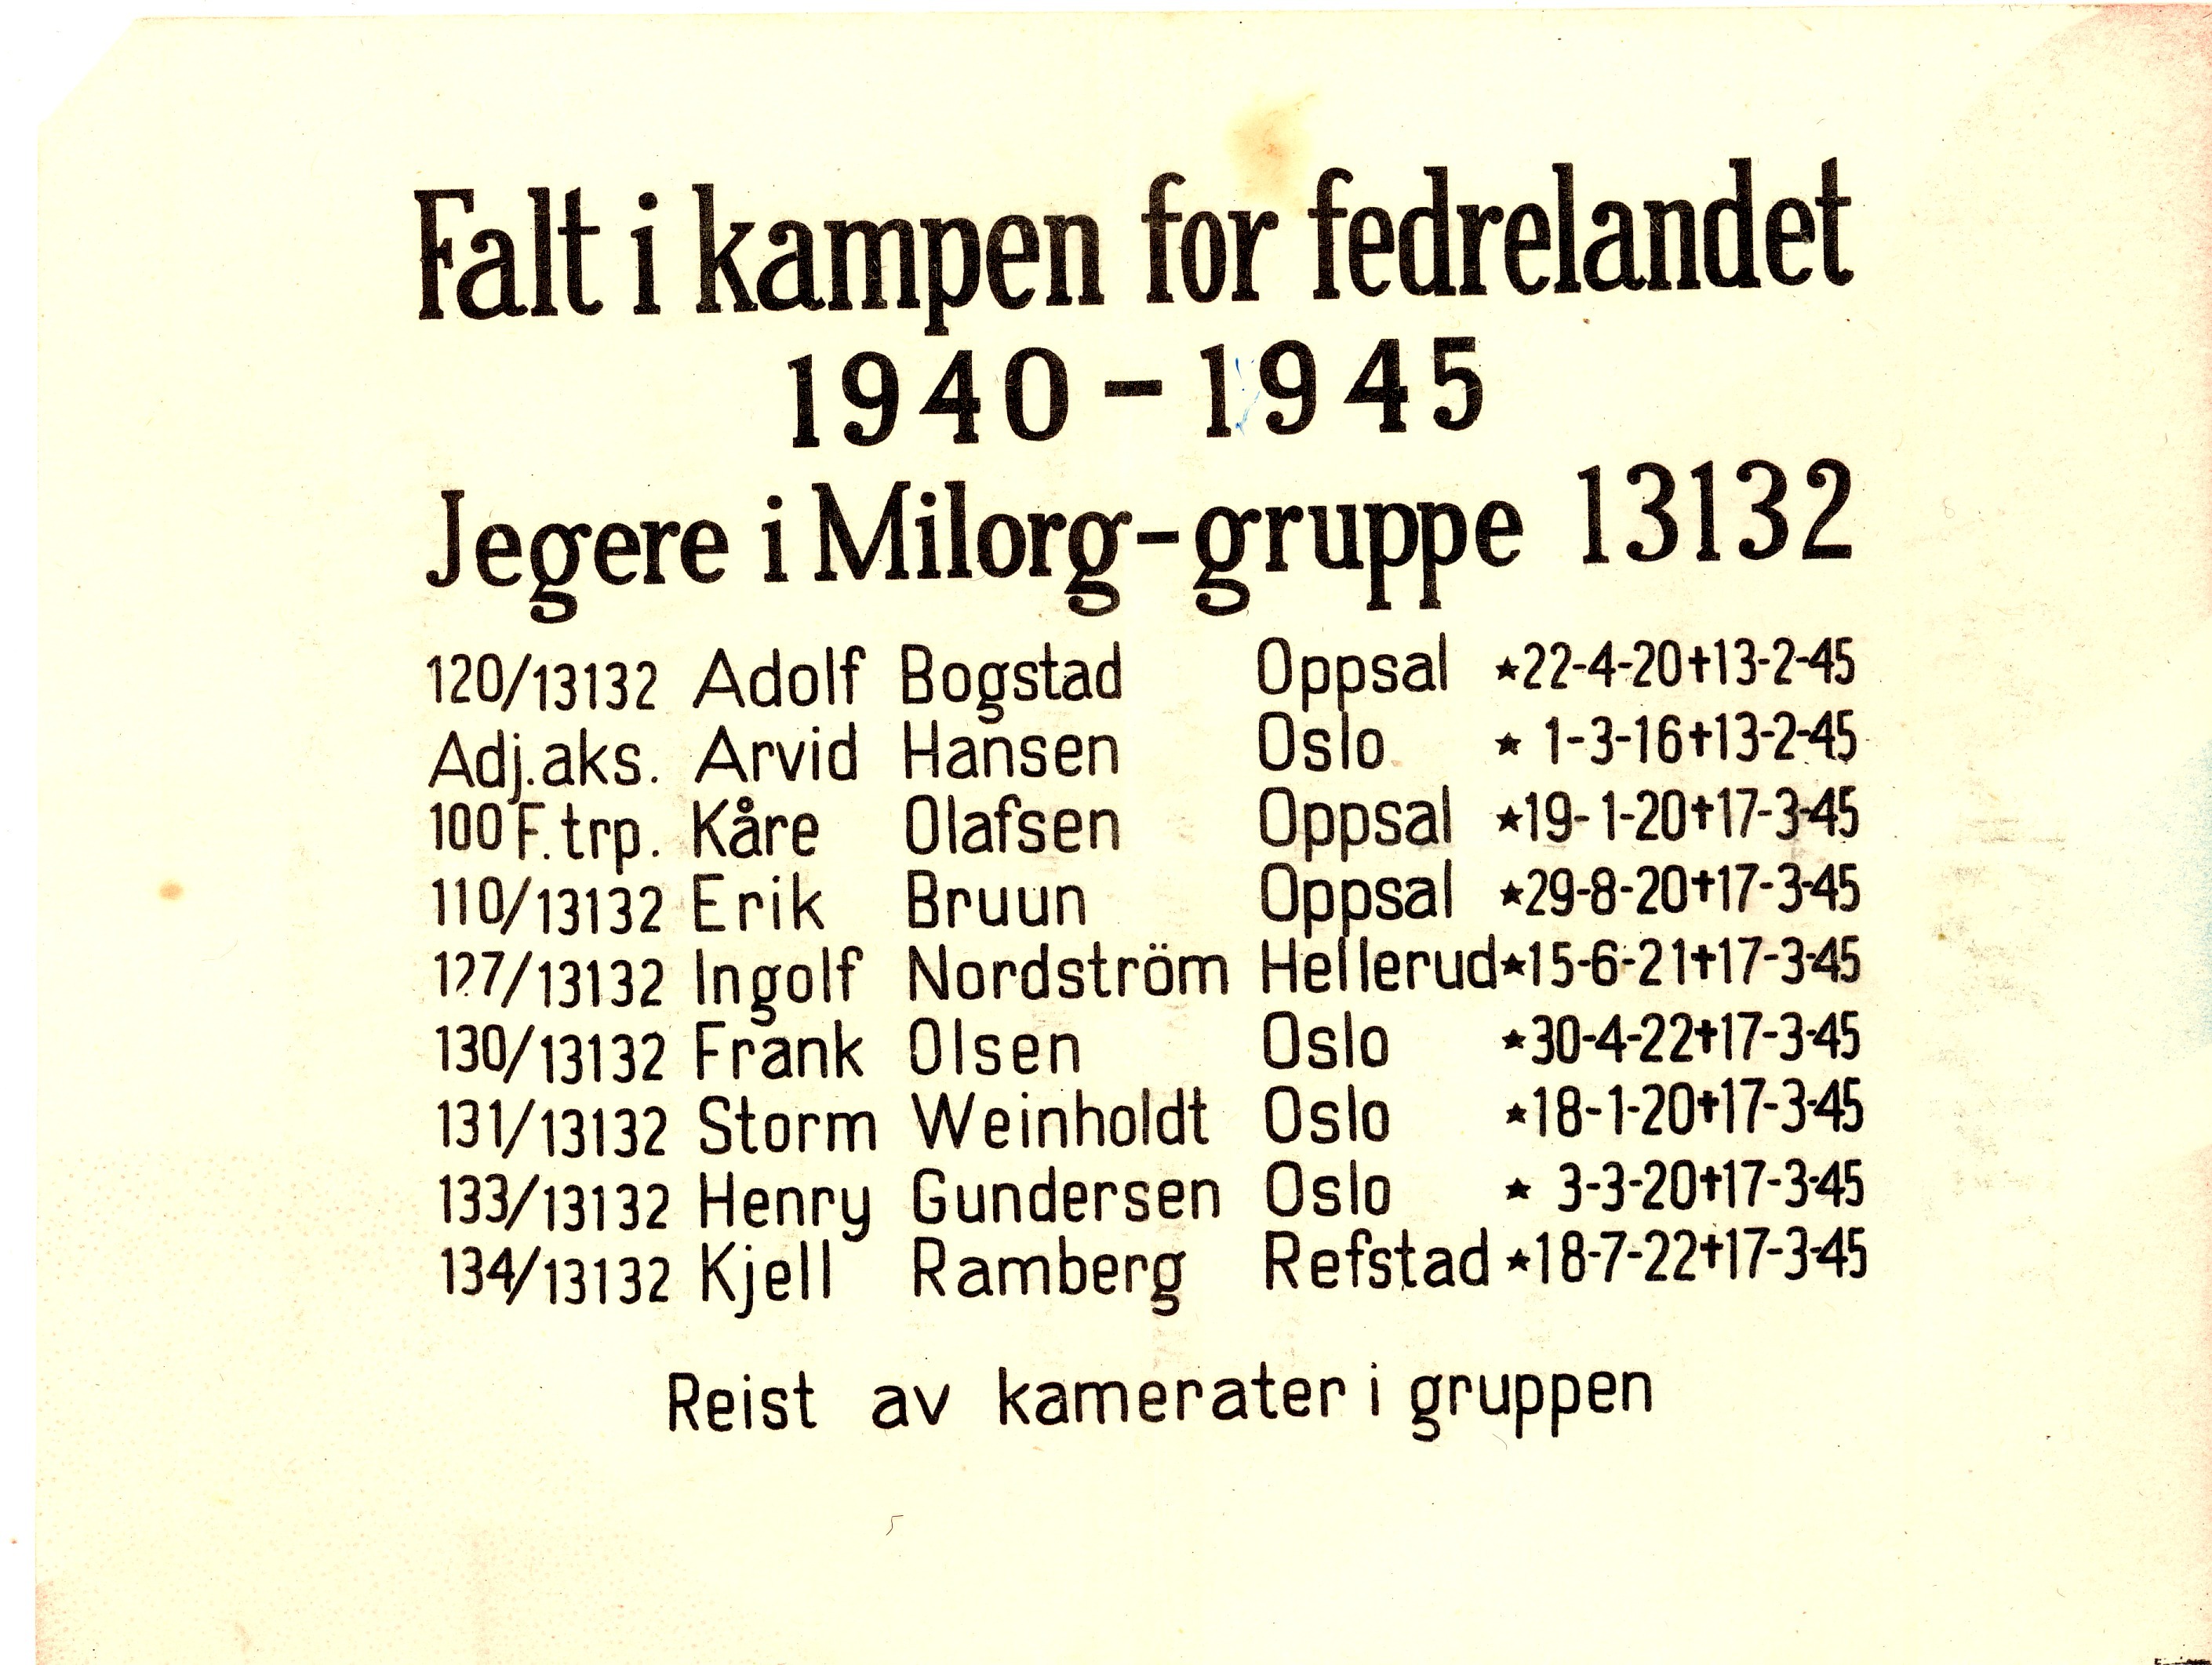 Falt i kampen for fedrelandet
1940-1945
Jegere i Milorg-gruppe 13132
120/13132 Adolf Bogstad Oppsal ★22-4-20†13-2-45
Adj.aks. Arvid Hansen Oslo ★ 1-3-16†13-2-45
100 F.trp. Kåre Olafsen Oppsal ★19-1-20†17-3-45
110/13132 Erik Bruun Oppsal ★29-8-20†17-3-45
127/13132 Ingolf Nordström Hellerud ★15-6-21†17-3-45
130/13132 Frank Olsen Oslo ★30-4-22†17-3-45
131/13132 Storm Weinholdt Oslo ★18-1-20†17-3-45
133/13132 Henry Gundersen Oslo ★ 3-3-20†17-3-45
134/13132 Kjell Ramberg Refstad ★18-7-22†17-3-45
Reist av kamerater i gruppen